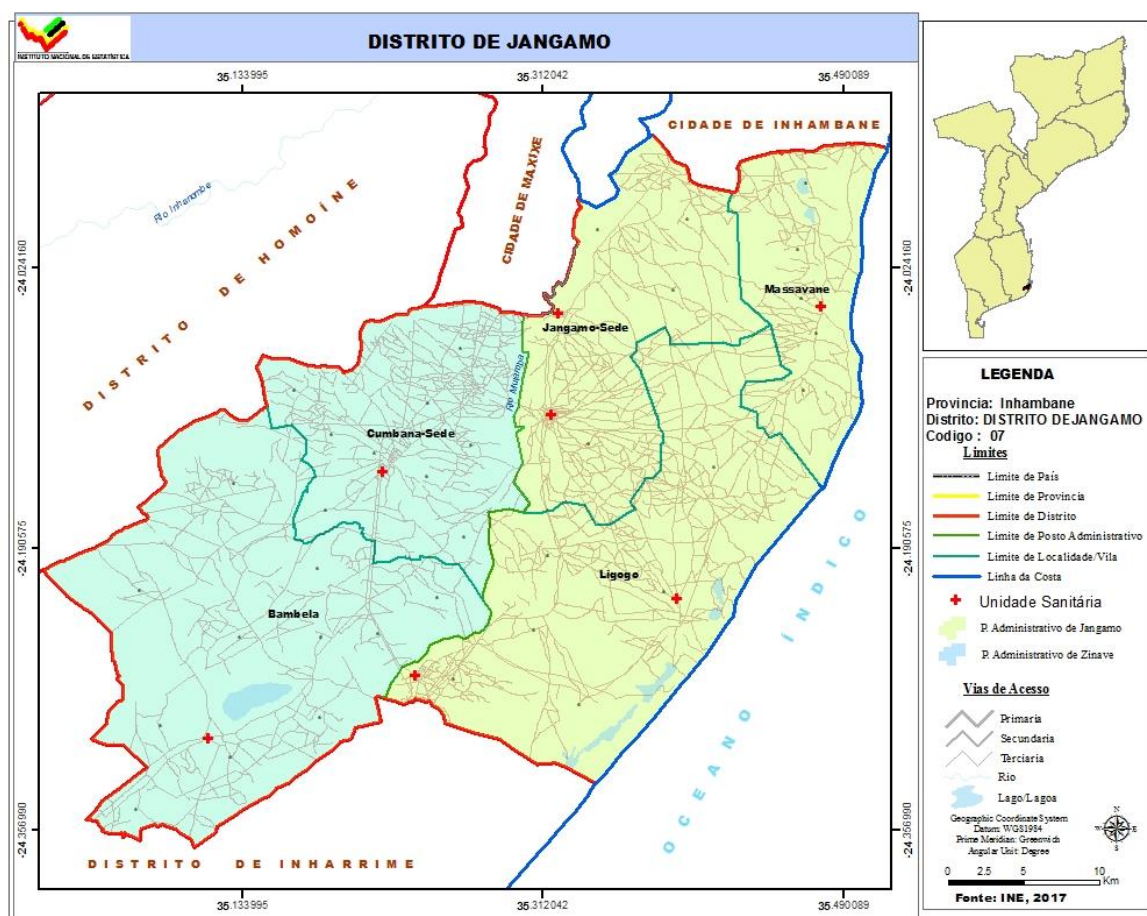 INSTITUTO NACIONAL DE ESTATÍSTICA
DISTRITO DE JANGAMO
35.133995
35.312042
35.490089
-24.024160
-24.190575
-24.356990
-24.024160
-24.190575
-24.356990
CIDADE DE INHAMBANE
CIDADE DE MAXIXE
Rio Inhanombe
DISTRITO DE HOMOÍNE
Massavane
Jangamo-Sede
Rio Mutamba
Cumbana-Sede
Ligogo
Bambela
OCEANO ÍNDICO
DISTRITO DE INHARRIME
35.133995
35.312042
35.490089
LEGENDA
Provincia: Inhambane
Distrito: DISTRITO DE JANGAMO
Codigo : 07
Limites
Limite de País
Limite de Provincia
Limite de Distrito
Limite de Posto Administrativo
Limite de Localidade/Vila
Linha da Costa
Unidade Sanitária
P. Administrativo de Jangamo
P. Administrativo de Zinave
Vias de Acesso
Primaria
Secundaria
Terciaria
Rio
Lago/Lagoa
Geographic Coordinate System
Datum: WGS1984
Prime Meridian: Greenwich
Angular Unit: Degree
N
W
E
S
0 2.5 5 10
Km
Fonte: INE, 2017